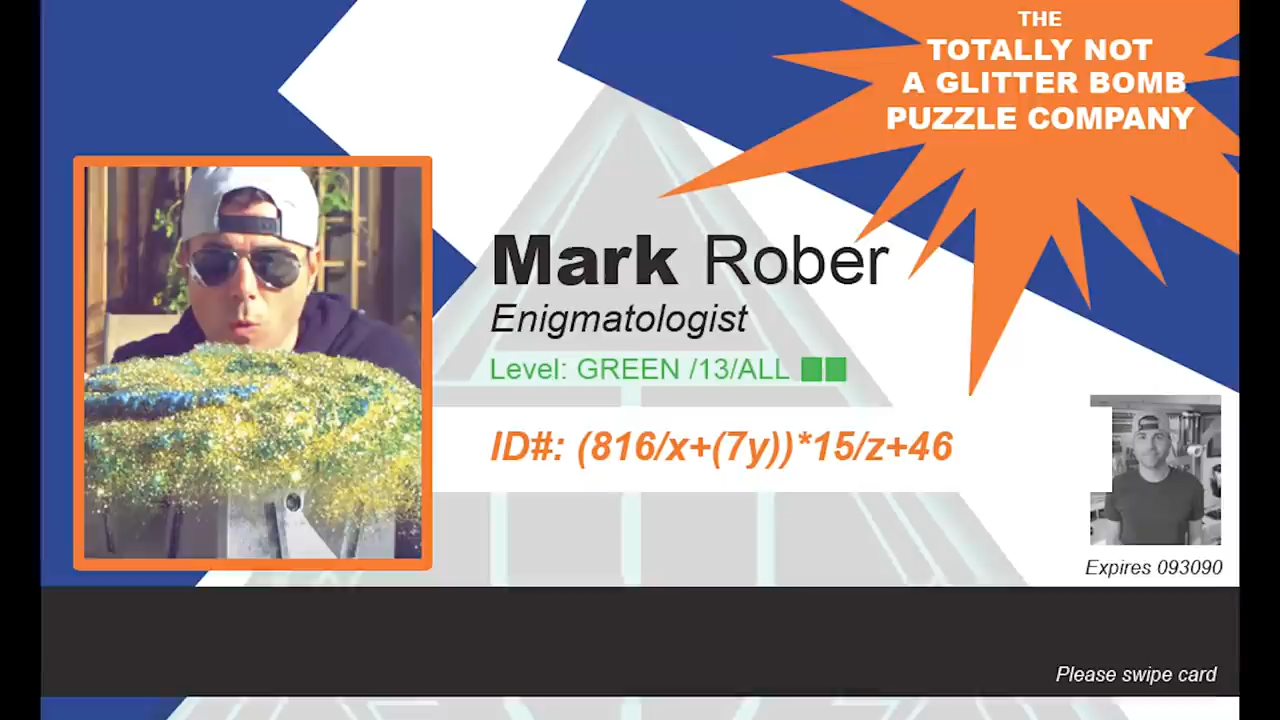 THE
TOTALLY NOT
A GLITTER BOMB
PUZZLE COMPANY
Mark Rober
Enigmatologist
Level: GREEN /13/ALL
ID#: (816/x+(7y))*15/z+46
Expires 093090
Please swipe card